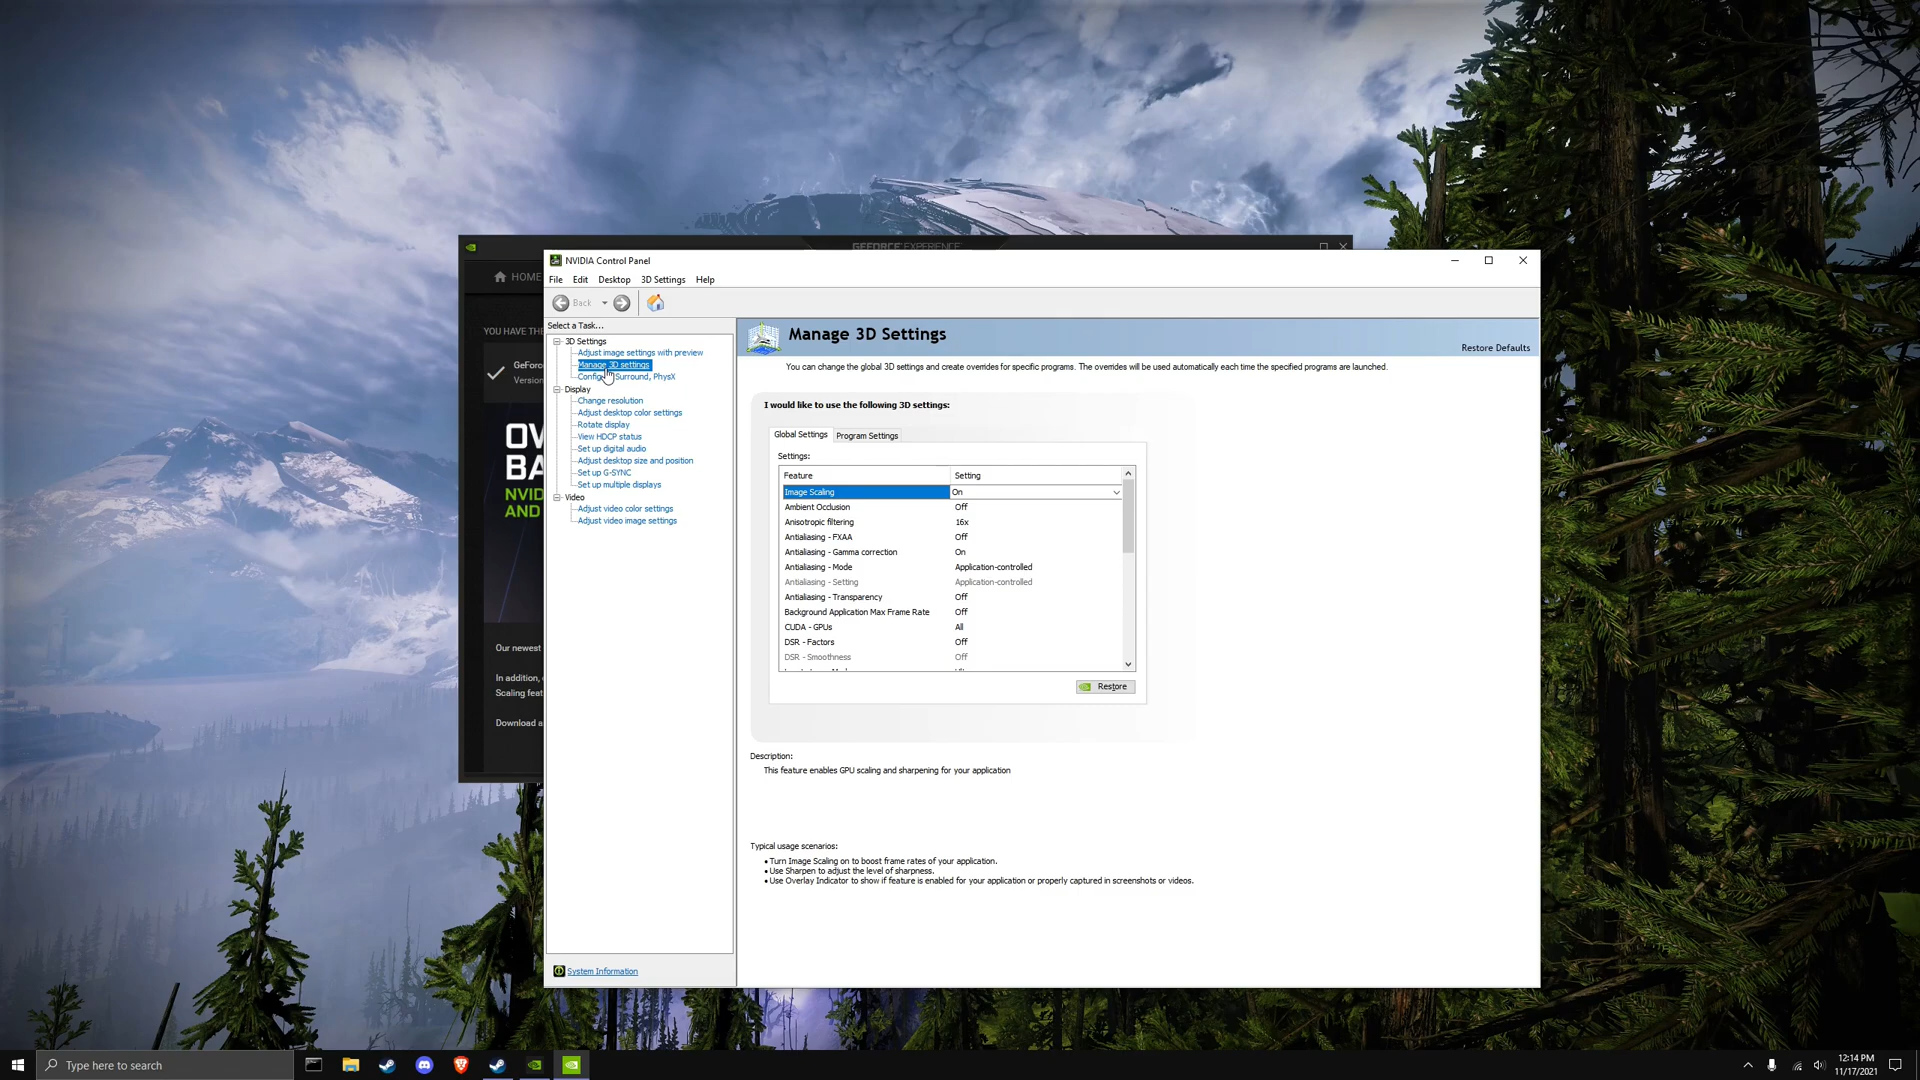 GEFORCE EXPERIENCE
HOME
YOU HAVE THE
GeForce
Version
OV
BA
NVID
AND
Our newest
In addition,
Scaling feat
Download a
NVIDIA Control Panel
File Edit Desktop 3D Settings Help
Back
Select a Task...
3D Settings
Adjust image settings with preview
Manage 3D settings
Surround, PhysX
Display
Change resolution
Adjust desktop color settings
Rotate display
View HDCP status
Set up digital audio
Adjust desktop size and position
Set up G-SYNC
Set up multiple displays
Video
Adjust video color settings
Adjust video image settings
System Information
Manage 3D Settings
Restore Defaults
You can change the global 3D settings and create overrides for specific programs. The overrides will be used automatically each time the specified programs are launched.
I would like to use the following 3D settings:
Global Settings Program Settings
Settings:
Feature Setting
Image Scaling On
Ambient Occlusion Off
Anisotropic filtering 16x
Antialiasing - FXAA Off
Antialiasing - Gamma correction On
Antialiasing - Mode Application-controlled
Antialiasing - Setting Application-controlled
Antialiasing - Transparency Off
Background Application Max Frame Rate Off
CUDA - GPUs All
DSR - Factors Off
DSR - Smoothness Off
Restore
Description:
This feature enables GPU scaling and sharpening for your application
Typical usage scenarios:
• Turn Image Scaling on to boost frame rates of your application.
• Use Sharpen to adjust the level of sharpness.
• Use Overlay Indicator to show if feature is enabled for your application or properly captured in screenshots or videos.
Type here to search
12:14 PM
11/17/2021